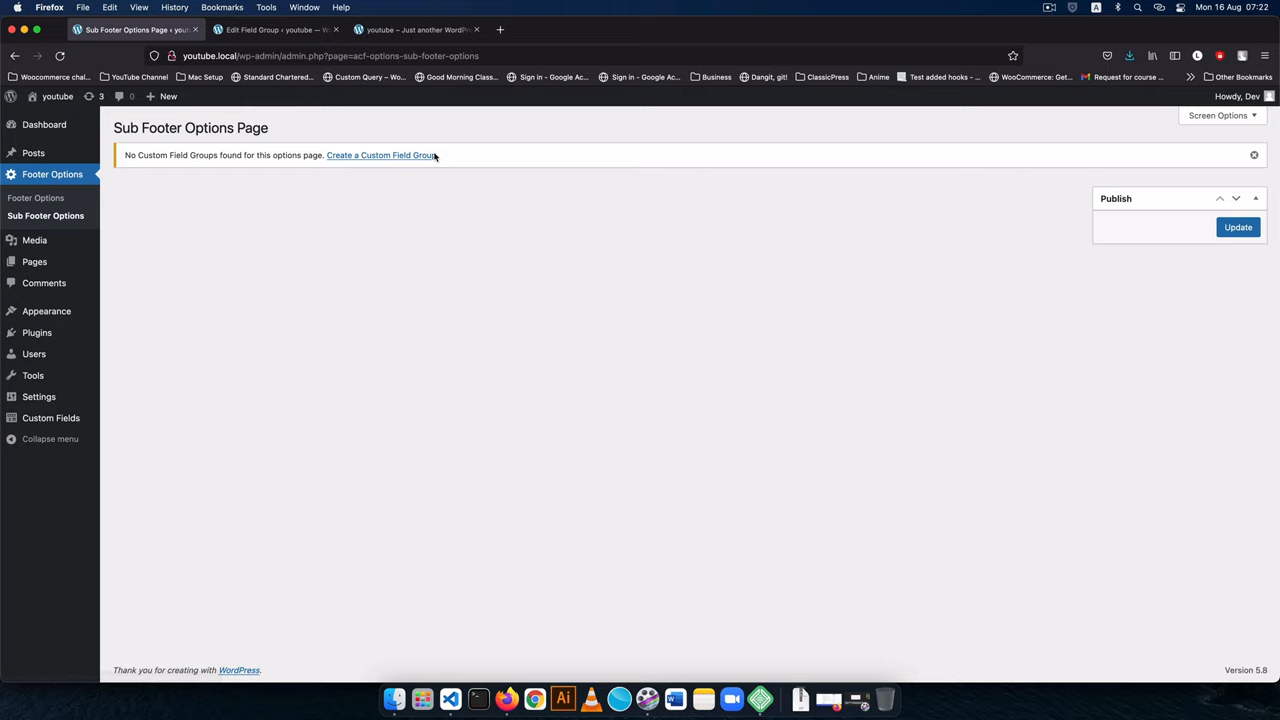 Firefox File Edit View History Bookmarks Tools Window Help A Mon 16 Aug 07:22
Sub Footer Options Page ‹ yout Edit Field Group ‹ youtube — W youtube – Just another WordPre
youtube.local/wp-admin/admin.php?page=acf-options-sub-footer-options
Woocommerce chal... YouTube Channel Mac Setup Standard Chartered... Custom Query – Wo... Good Morning Class... Sign in - Google Ac... Sign in - Google Ac... Business Dangit, git! ClassicPress Anime Test added hooks - ... WooCommerce: Get... Request for course ... Other Bookmarks
youtube 3 0 New Howdy, Dev
Screen Options
Dashboard
Posts
Footer Options
Footer Options
Sub Footer Options
Media
Pages
Comments
Appearance
Plugins
Users
Tools
Settings
Custom Fields
Collapse menu
Sub Footer Options Page
No Custom Field Groups found for this options page. Create a Custom Field Group
Publish
Update
Thank you for creating with WordPress. Version 5.8
Ai